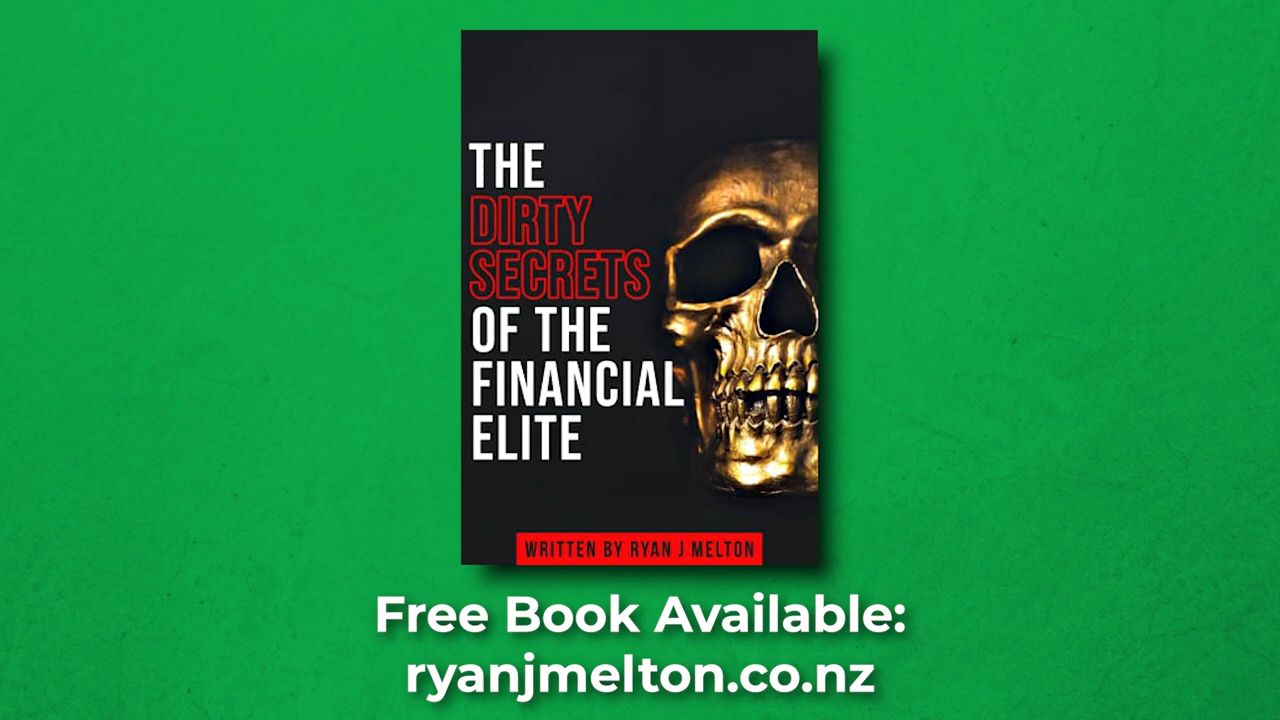 THE
DIRTY
SECRETS
OF THE
FINANCIAL
ELITE
WRITTEN BY RYAN J MELTON
Free Book Available:
ryanjmelton.co.nz